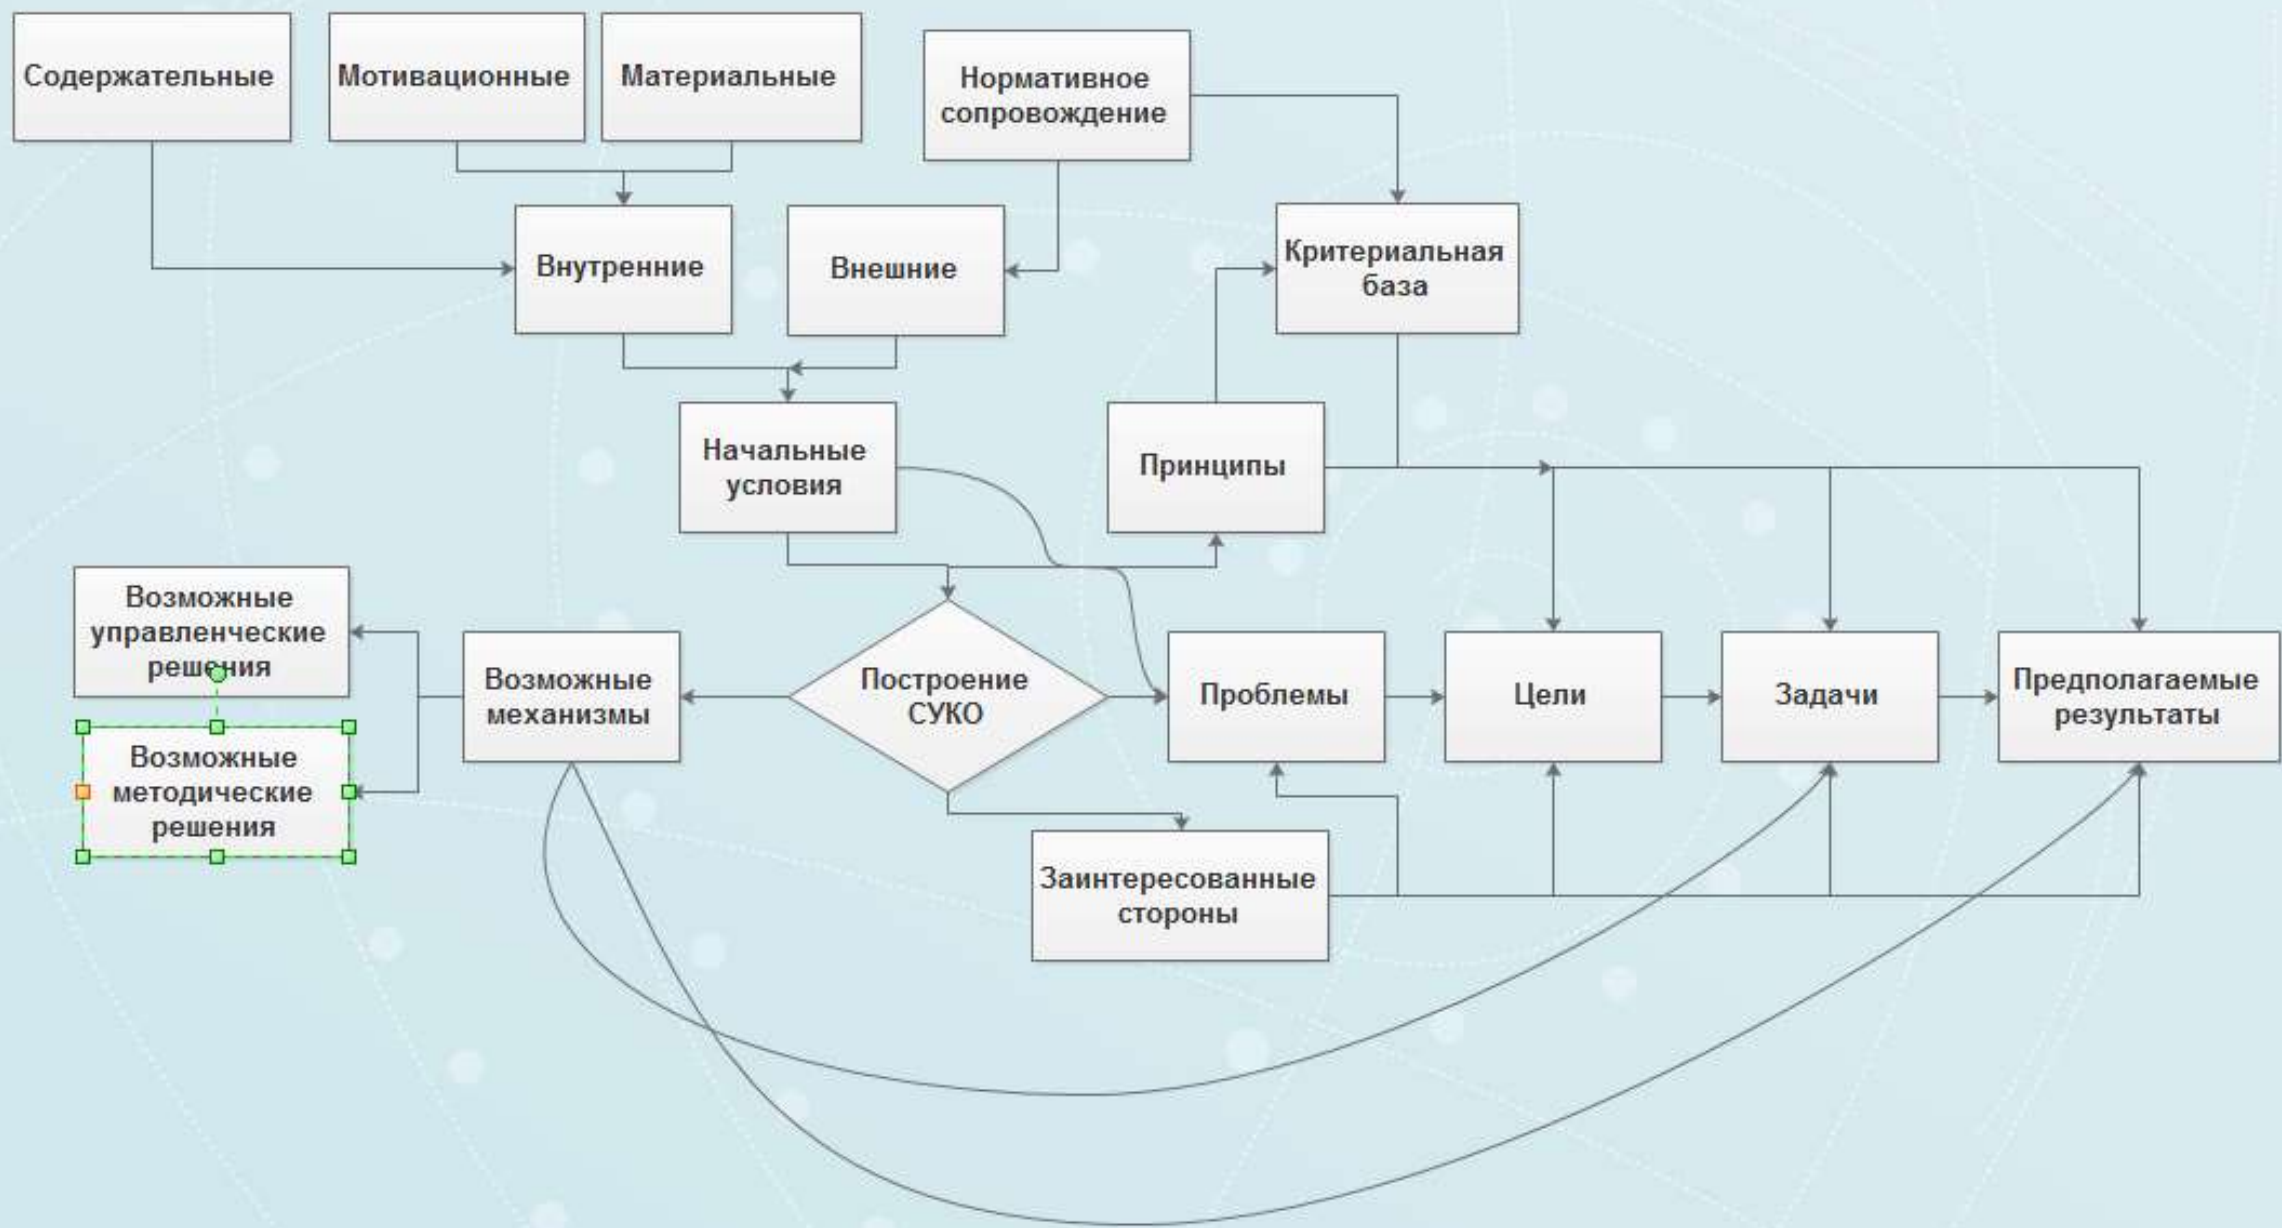 Содержательные
Мотивационные
Материальные
Нормативное
сопровождение
Внутренние
Внешние
Критериальная
база
Начальные
условия
Принципы
Возможные
управленческие
решения
Возможные
механизмы
Построение
СУКО
Проблемы
Цели
Задачи
Предполагаемые
результаты
Возможные
методические
решения
Заинтересованные
стороны